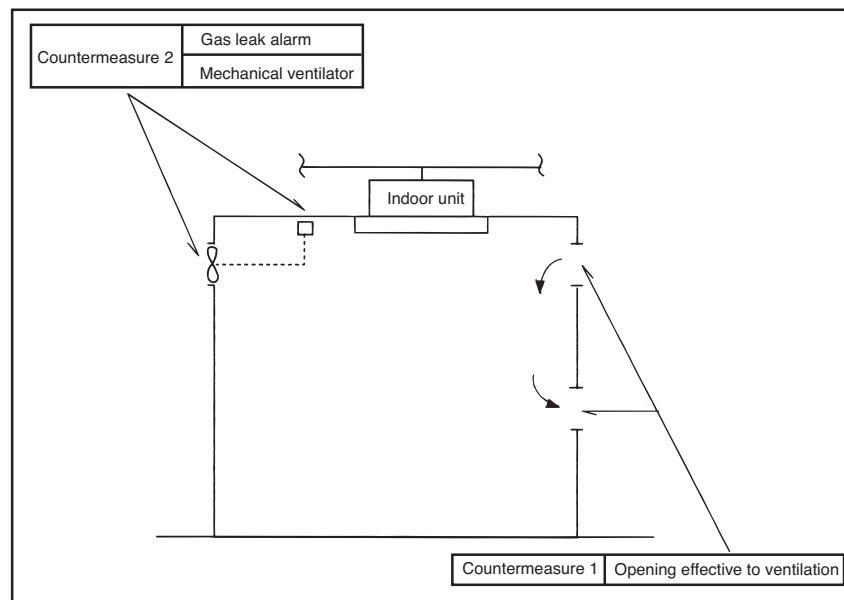 Countermeasure 2
Gas leak alarm
Mechanical ventilator
Indoor unit
Countermeasure 1
Opening effective to ventilation